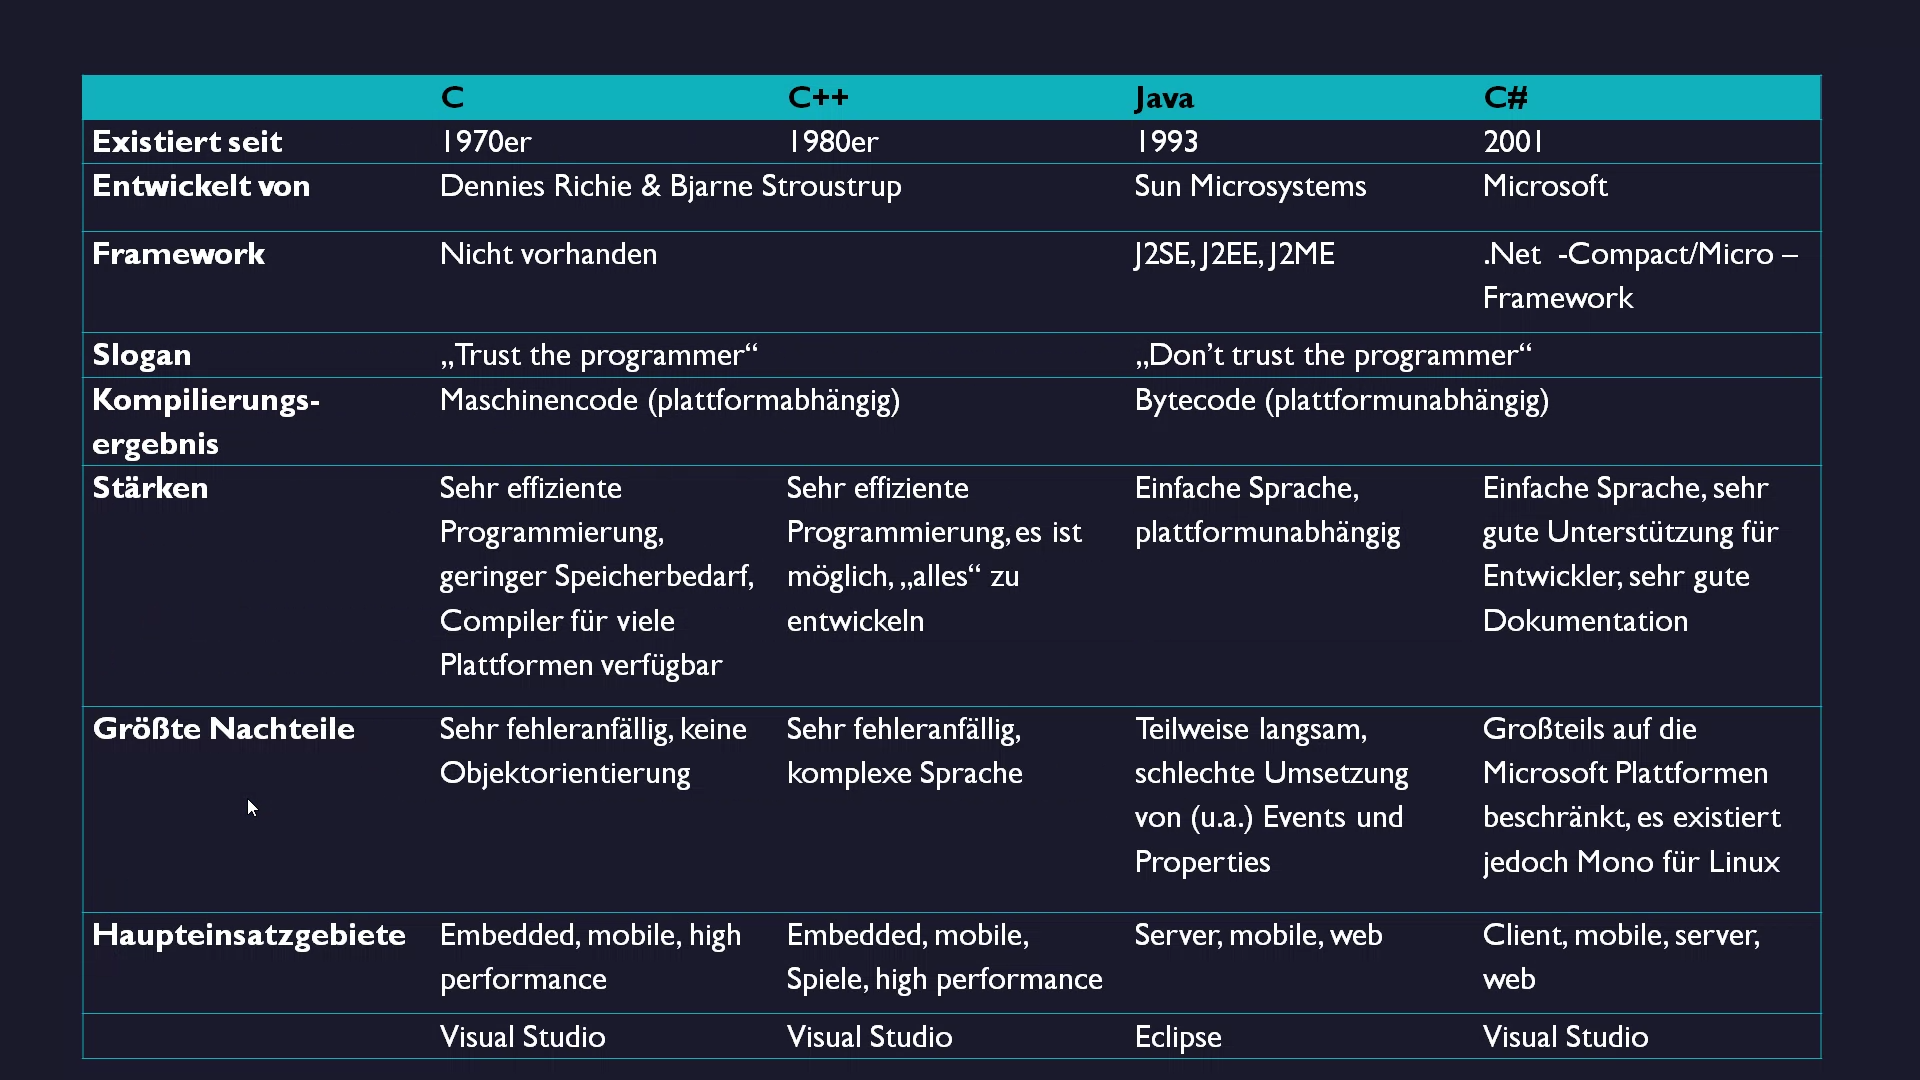 C C++ Java C#
Existiert seit 1970er 1980er 1993 2001
Entwickelt von Dennies Richie & Bjarne Stroustrup Sun Microsystems Microsoft
Framework Nicht vorhanden J2SE, J2EE, J2ME .Net -Compact/Micro –
Framework
Slogan „Trust the programmer“ „Don’t trust the programmer“
Kompilierungs- Maschinencode (plattformabhängig) Bytecode (plattformunabhängig)
ergebnis
Stärken Sehr effiziente Sehr effiziente Einfache Sprache, Einfache Sprache, sehr
Programmierung, Programmierung, es ist plattformunabhängig gute Unterstützung für
geringer Speicherbedarf, möglich, „alles“ zu Entwickler, sehr gute
Compiler für viele entwickeln Dokumentation
Plattformen verfügbar
Größte Nachteile Sehr fehleranfällig, keine Sehr fehleranfällig, Teilweise langsam, Großteils auf die
Objektorientierung komplexe Sprache schlechte Umsetzung Microsoft Plattformen
von (u.a.) Events und beschränkt, es existiert
Properties jedoch Mono für Linux
Haupteinsatzgebiete Embedded, mobile, high Embedded, mobile, Server, mobile, web Client, mobile, server,
performance Spiele, high performance web
Visual Studio Visual Studio Eclipse Visual Studio